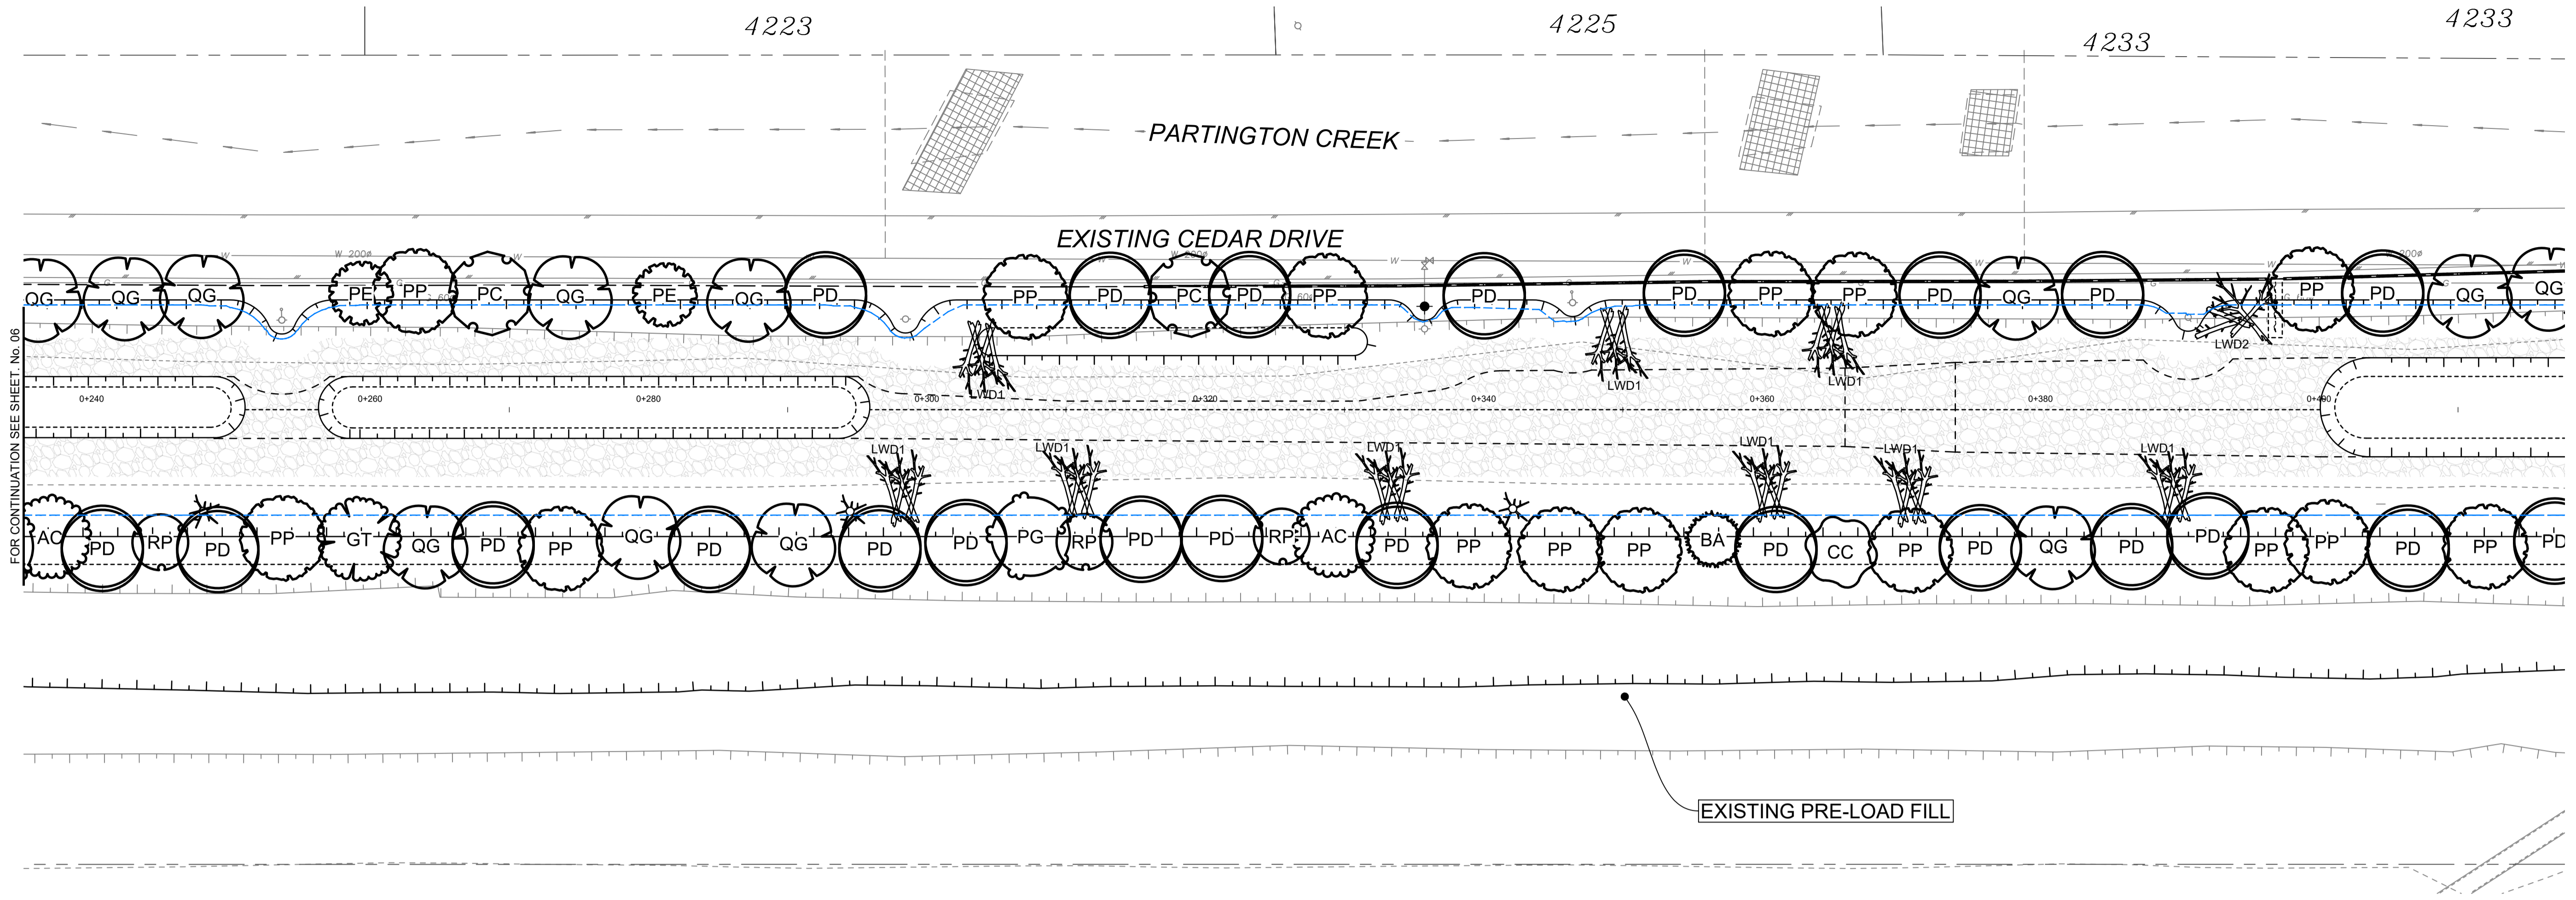 4223
4225
4233
4233
PARTINGTON CREEK
EXISTING CEDAR DRIVE
W W 200ø W W 200ø W W W W W W 200ø W
QG QG QG PE PP PC QG PE QG PD PP PD PC PD PP PD PD PP PP PD QG PD PP PD QG QG
LWD2
LWD1 LWD1 LWD1
0+240 0+260 0+280 0+300 0+320 0+340 0+360 0+380 0+400
LWD1 LWD1 LWD1 LWD1 LWD1 LWD1
AC PD RP PD PP GT QG PD PP QG PD QG PD PD PG RP PD PD RP AC PD PP PP PP BA PD CC PP PD QG PD PD PP PP PD PP PD
FOR CONTINUATION SEE SHEET. No. 06
EXISTING PRE-LOAD FILL